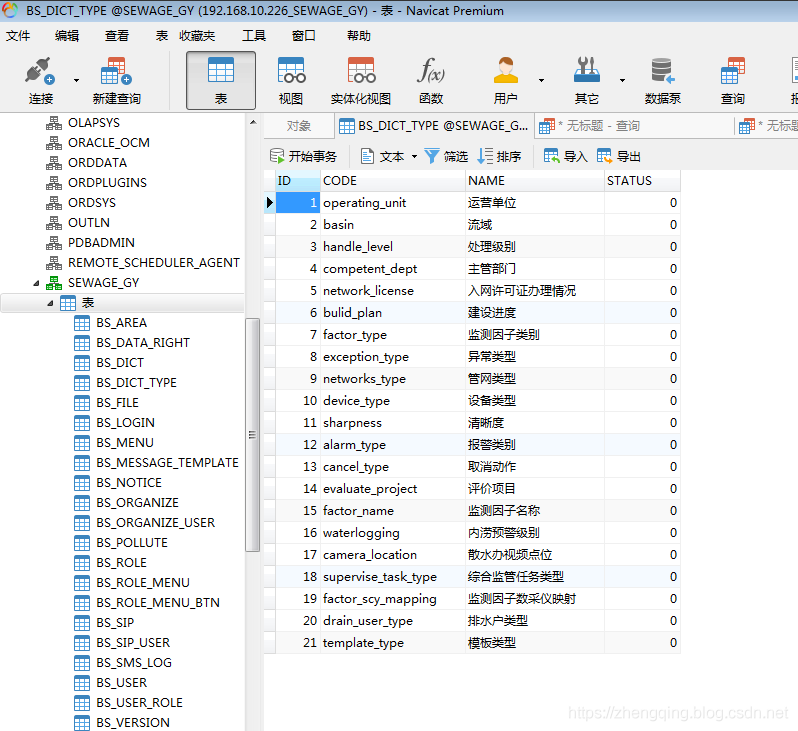 BS_DICT_TYPE @SEWAGE_GY (192.168.10.226_SEWAGE_GY) - 表 - Navicat Premium
文件 编辑 查看 表 收藏夹 工具 窗口 帮助
连接 新建查询 表 视图 实体化视图 函数 用户 其它 数据泵 查询
OLAPSYS
ORACLE_OCM
ORDDATA
ORDPLUGINS
ORDSYS
OUTLN
PDBADMIN
REMOTE_SCHEDULER_AGENT
SEWAGE_GY
表
BS_AREA
BS_DATA_RIGHT
BS_DICT
BS_DICT_TYPE
BS_FILE
BS_LOGIN
BS_MENU
BS_MESSAGE_TEMPLATE
BS_NOTICE
BS_ORGANIZE
BS_ORGANIZE_USER
BS_POLLUTE
BS_ROLE
BS_ROLE_MENU
BS_ROLE_MENU_BTN
BS_SIP
BS_SIP_USER
BS_SMS_LOG
BS_USER
BS_USER_ROLE
BS_VERSION
对象 BS_DICT_TYPE @SEWAGE_G... * 无标题 - 查询 * 无标题
开始事务 文本 筛选 排序 导入 导出
ID CODE NAME STATUS
1 operating_unit 运营单位 0
2 basin 流域 0
3 handle_level 处理级别 0
4 competent_dept 主管部门 0
5 network_license 入网许可证办理情况 0
6 bulid_plan 建设进度 0
7 factor_type 监测因子类别 0
8 exception_type 异常类型 0
9 networks_type 管网类型 0
10 device_type 设备类型 0
11 sharpness 清晰度 0
12 alarm_type 报警类别 0
13 cancel_type 取消动作 0
14 evaluate_project 评价项目 0
15 factor_name 监测因子名称 0
16 waterlogging 内涝预警级别 0
17 camera_location 散水办视频点位 0
18 supervise_task_type 综合监管任务类型 0
19 factor_scy_mapping 监测因子数采仪映射 0
20 drain_user_type 排水户类型 0
21 template_type 模板类型 0
https://zhengqing.blog.csdn.net